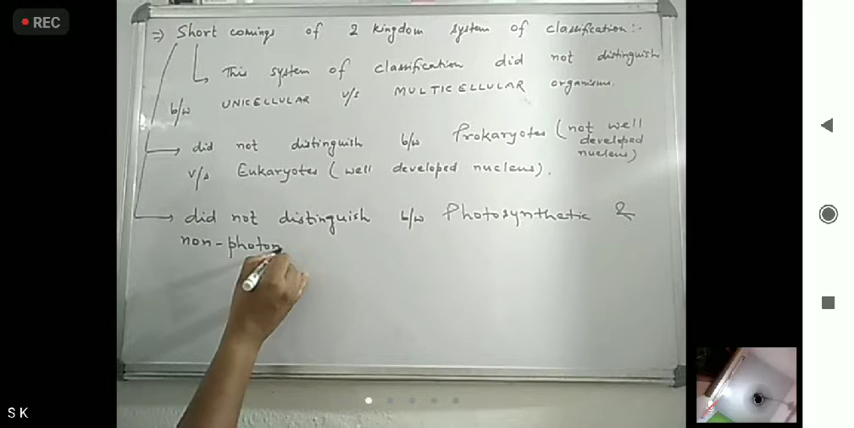 REC
⇒ Short comings of 2 kingdom system of classification :-
This system of classification did not distinguish
b/w UNICELLULAR v/s MULTICELLULAR organisms.
did not distinguish b/w Prokaryotes (not well developed nucleus)
v/s Eukaryotes (well developed nucleus).
did not distinguish b/w Photosynthetic &
non-photon
S K